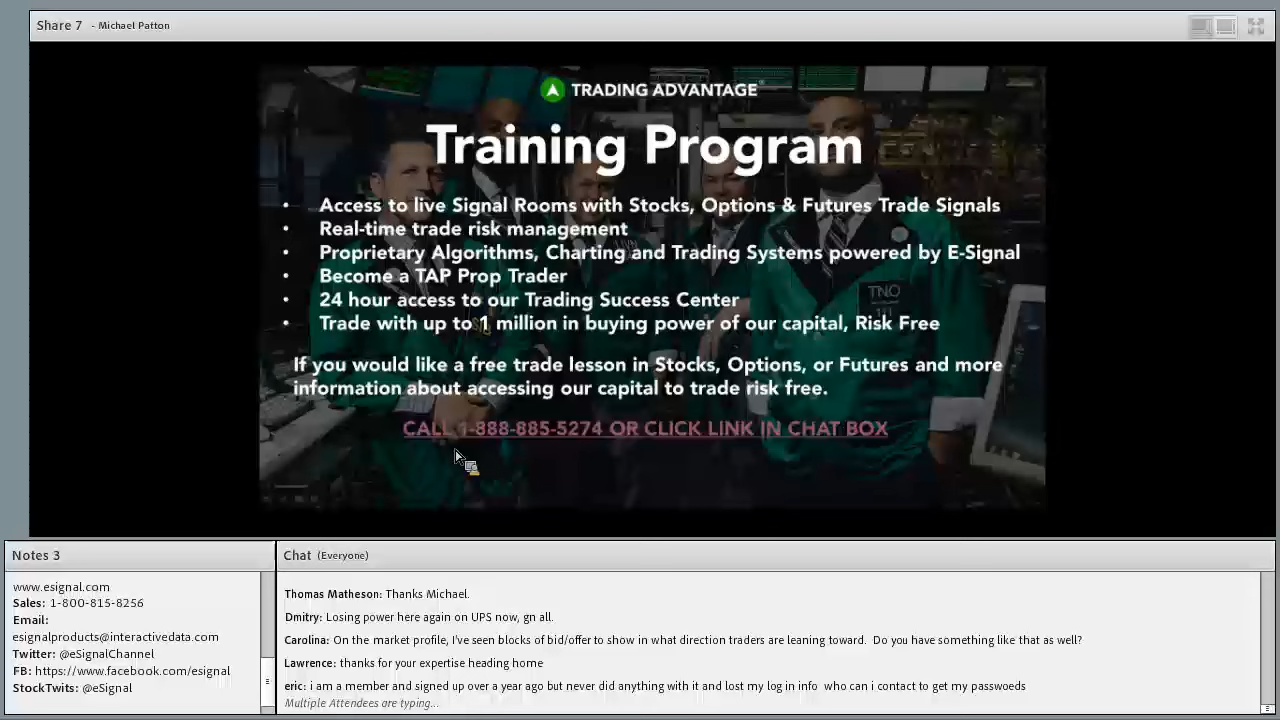 Share 7 - Michael Patton
TRADING ADVANTAGE
Training Program
• Access to live Signal Rooms with Stocks, Options & Futures Trade Signals
• Real-time trade risk management
• Proprietary Algorithms, Charting and Trading Systems powered by E-Signal
• Become a TAP Prop Trader
• 24 hour access to our Trading Success Center
• Trade with up to 1 million in buying power of our capital, Risk Free
If you would like a free trade lesson in Stocks, Options, or Futures and more
information about accessing our capital to trade risk free.
CALL 1-888-885-5274 OR CLICK LINK IN CHAT BOX
TNO
Notes 3
www.esignal.com
Sales: 1-800-815-8256
Email:
esignalproducts@interactivedata.com
Twitter: @eSignalChannel
FB: https://www.facebook.com/esignal
StockTwits: @eSignal
Chat (Everyone)
Thomas Matheson: Thanks Michael.
Dmitry: Losing power here again on UPS now, gn all.
Carolina: On the market profile, I've seen blocks of bid/offer to show in what direction traders are leaning toward. Do you have something like that as well?
Lawrence: thanks for your expertise heading home
eric: i am a member and signed up over a year ago but never did anything with it and lost my log in info who can i contact to get my passwoeds
Multiple Attendees are typing...